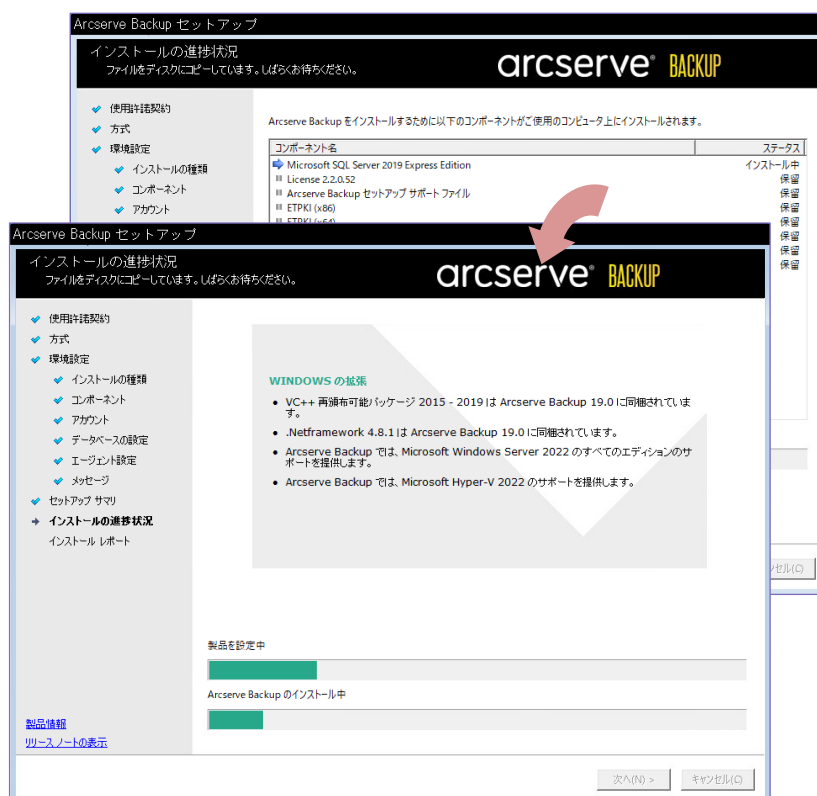 Arcserve Backup セットアップ
インストールの進捗状況
ファイルをディスクにコピーしています。しばらくお待ちください。
arcserve® BACKUP
使用許諾契約
方式
環境設定
インストールの種類
コンポーネント
アカウント
Arcserve Backup をインストールするために以下のコンポーネントがご使用のコンピュータ上にインストールされます。
コンポーネント名 ステータス
Microsoft SQL Server 2019 Express Edition インストール中
License 2.2.0.52 保留
Arcserve Backup セットアップ サポート ファイル 保留
ETPKI (x86) 保留
ETPKI (x64) 保留
保留
保留
保留
Arcserve Backup セットアップ
インストールの進捗状況
ファイルをディスクにコピーしています。しばらくお待ちください。
arcserve® BACKUP
使用許諾契約
方式
環境設定
インストールの種類
コンポーネント
アカウント
データベースの設定
エージェント設定
メッセージ
セットアップ サマリ
インストールの進捗状況
インストール レポート
WINDOWS の拡張
• VC++ 再頒布可能パッケージ 2015 - 2019 は Arcserve Backup 19.0 に同梱されていま
す。
• .Netframework 4.8.1 は Arcserve Backup 19.0 に同梱されています。
• Arcserve Backup では、Microsoft Windows Server 2022 のすべてのエディションのサ
ポートを提供します。
• Arcserve Backup では、Microsoft Hyper-V 2022 のサポートを提供します。
製品を設定中
Arcserve Backup のインストール中
製品情報
リリース ノートの表示
次へ(N) >
キャンセル(C)
ンセル(C)